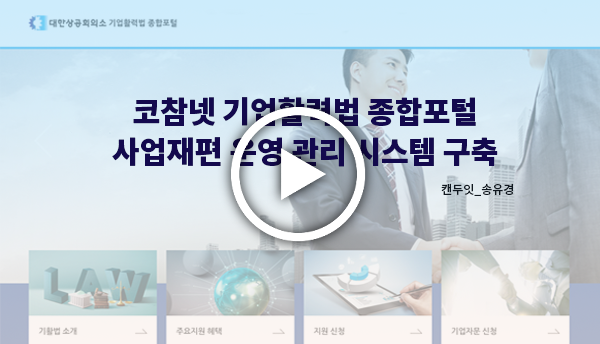 대한상공회의소 기업활력법 종합포털
코참넷 기업활력법 종합포털
사업재편 운영 관리 시스템 구축
캔두잇_송유경
LAW
기활법 소개
주요지원 혜택
지원 신청
기업자문 신청